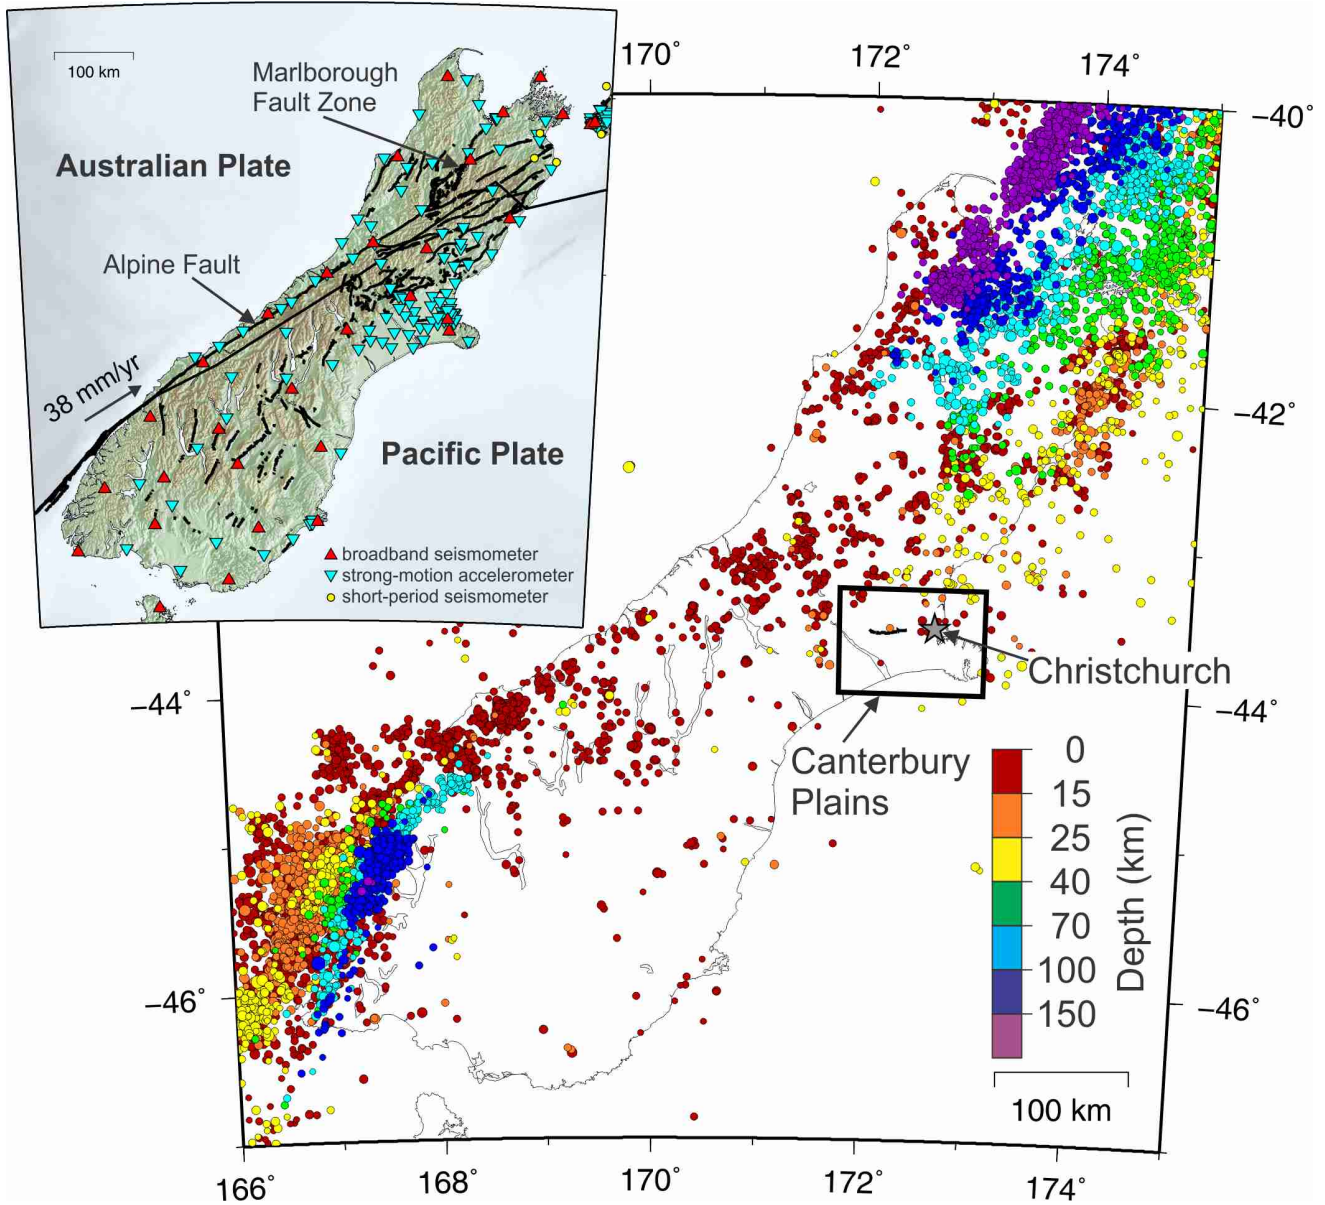 170°
172°
174°
100 km
Marlborough
Fault Zone
Australian Plate
Alpine Fault
38 mm/yr
Pacific Plate
broadband seismometer
strong-motion accelerometer
short-period seismometer
−40°
−42°
−44°
−44°
−46°
−46°
Christchurch
Canterbury
Plains
0
15
25
40
70
100
150
Depth (km)
100 km
166°
168°
170°
172°
174°